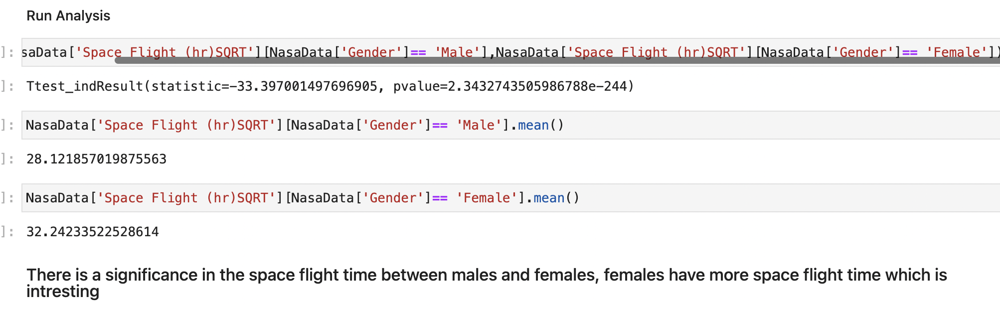 Run Analysis
]: saData['Space Flight (hr)SQRT'][NasaData['Gender']== 'Male'],NasaData['Space Flight (hr)SQRT'][NasaData['Gender']== 'Female'])
]: Ttest_indResult(statistic=-33.397001497696905, pvalue=2.3432743505986788e-244)
]: NasaData['Space Flight (hr)SQRT'][NasaData['Gender']== 'Male'].mean()
]: 28.121857019875563
]: NasaData['Space Flight (hr)SQRT'][NasaData['Gender']== 'Female'].mean()
]: 32.24233522528614
There is a significance in the space flight time between males and females, females have more space flight time which is
intresting